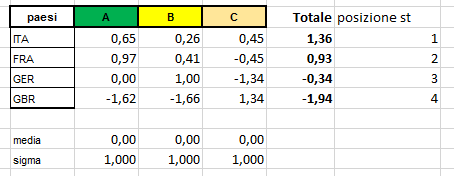 paesi A B C Totale posizione st
ITA 0,65 0,26 0,45 1,36 1
FRA 0,97 0,41 -0,45 0,93 2
GER 0,00 1,00 -1,34 -0,34 3
GBR -1,62 -1,66 1,34 -1,94 4
media 0,00 0,00 0,00
sigma 1,000 1,000 1,000